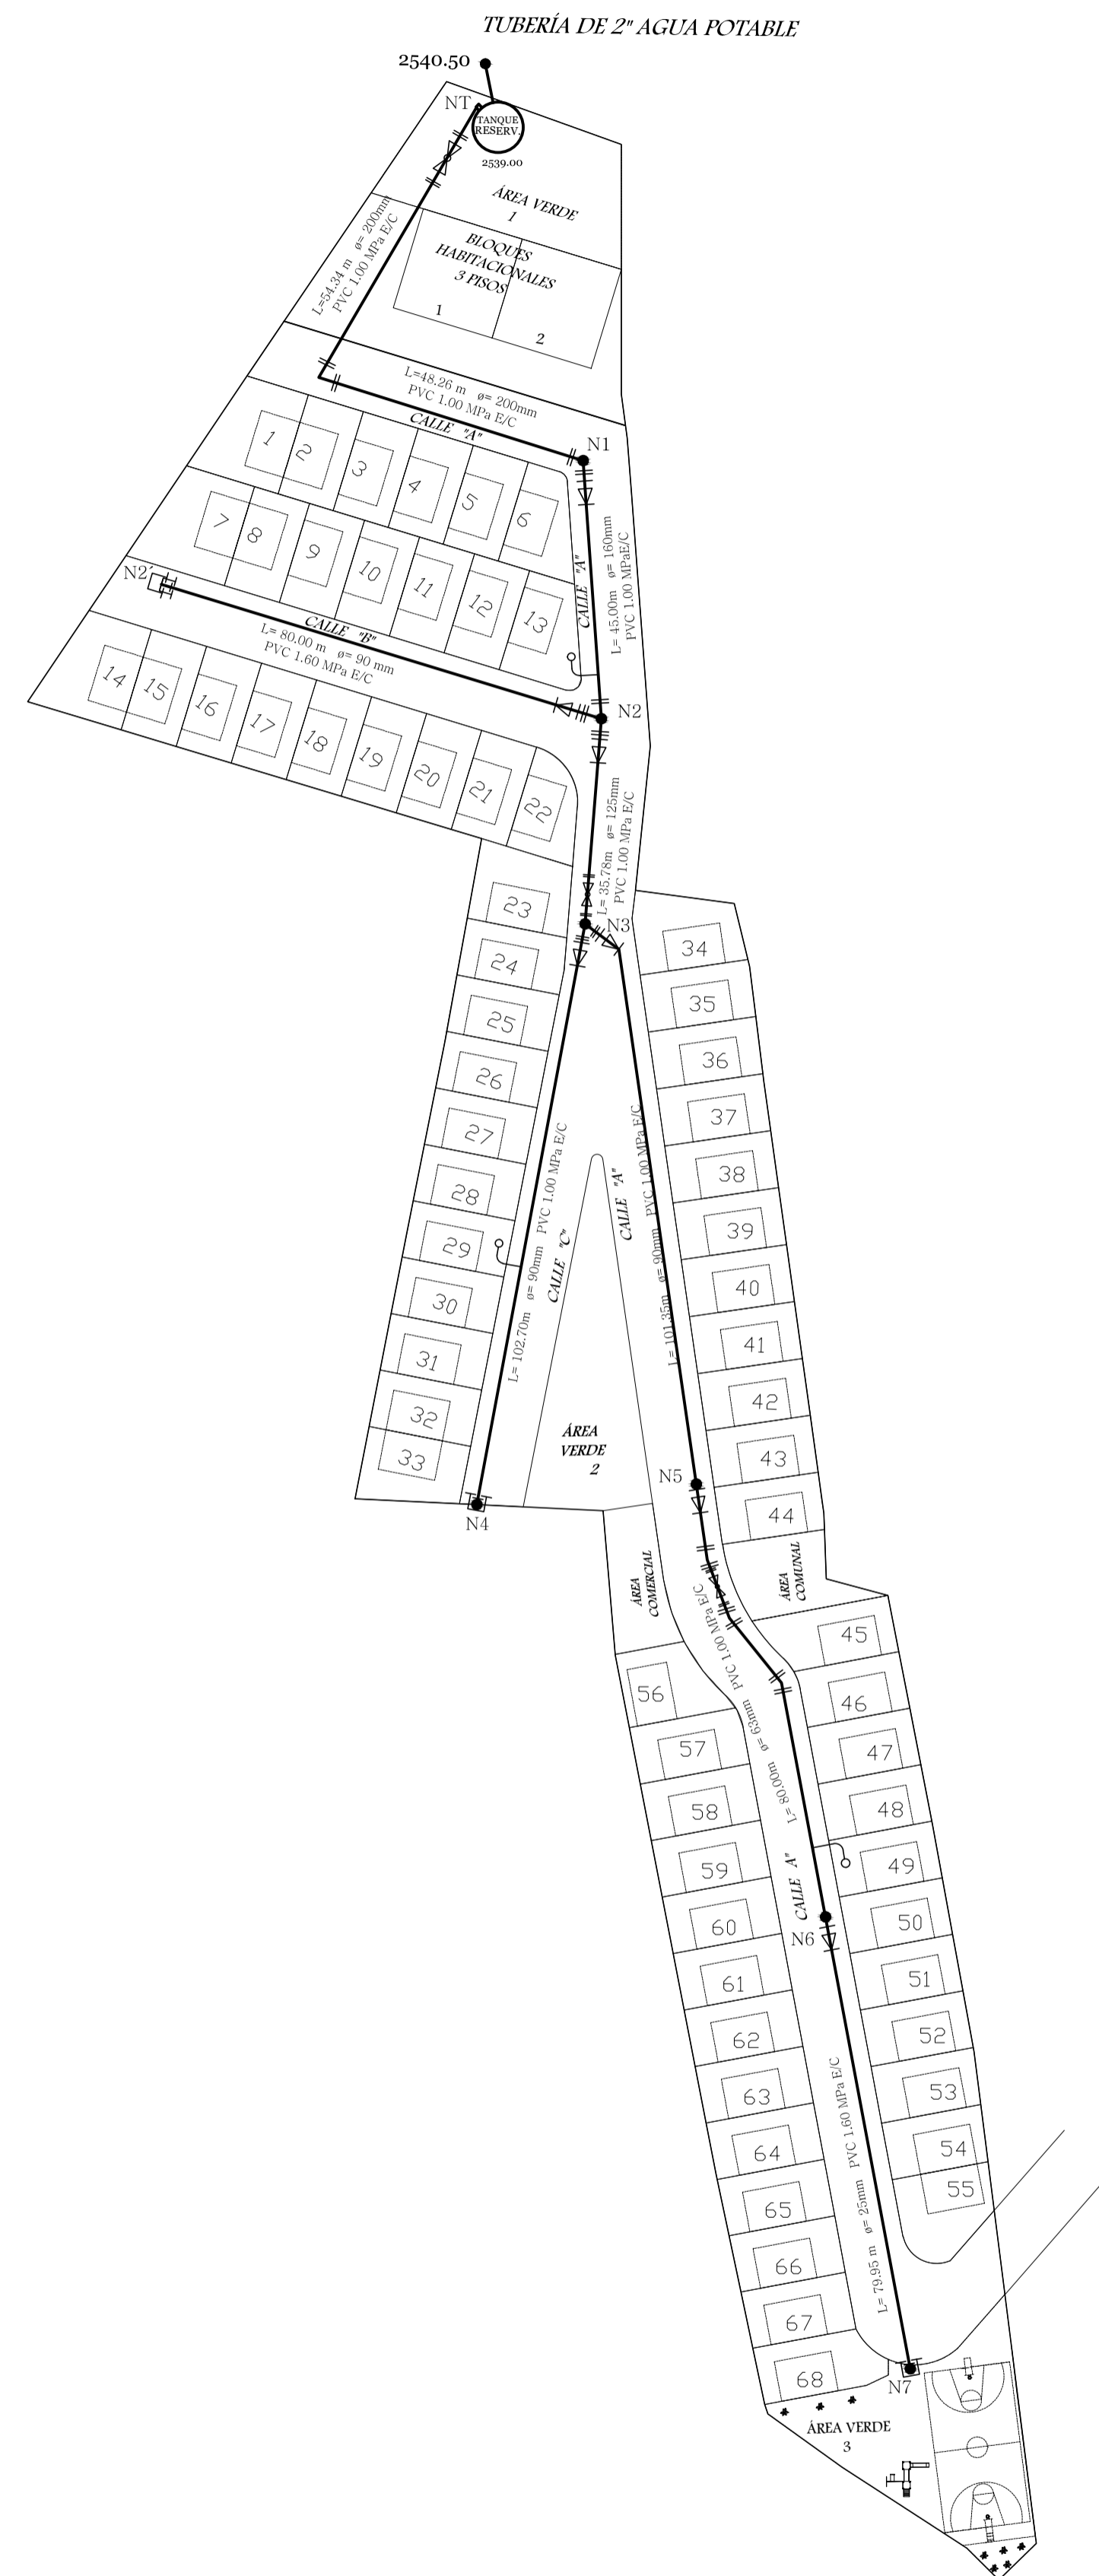 TUBERÍA DE 2" AGUA POTABLE
2540.50
NT
TANQUE
RESERV.
2539.00
ÁREA VERDE
1
BLOQUES
HABITACIONALES
3 PISOS
1
2
L=54.34 m ø= 200mm
PVC 1.00 MPa E/C
L=48.26 m ø= 200mm
PVC 1.00 MPa E/C
CALLE "A"
N1
1
2
3
4
5
6
7
8
9
10
11
12
13
CALLE "A"
L= 45.00m ø= 160mm
PVC 1.00 MPaE/C
N2'
CALLE "B"
L= 80.00 m ø= 90 mm
PVC 1.60 MPa E/C
N2
14
15
16
17
18
19
20
21
22
L= 35.78m ø= 125mm
PVC 1.00 MPa E/C
N3
23
24
25
26
27
28
29
30
31
32
33
34
35
36
37
38
39
40
41
42
43
44
L= 102.70m ø= 90mm PVC 1.00 MPa E/C
CALLE "C"
CALLE "A"
L= 101.35m ø= 90mm PVC 1.00 MPa E/C
ÁREA
VERDE
2
N4
N5
ÁREA
COMERCIAL
ÁREA
COMUNAL
L= 80.00m ø= 63mm PVC 1.00 MPa E/C
CALLE A"
N6
45
46
47
48
49
50
51
52
53
54
55
56
57
58
59
60
61
62
63
64
65
66
67
68
L= 79.95 m ø= 25mm PVC 1.60 MPa E/C
N7
ÁREA VERDE
3